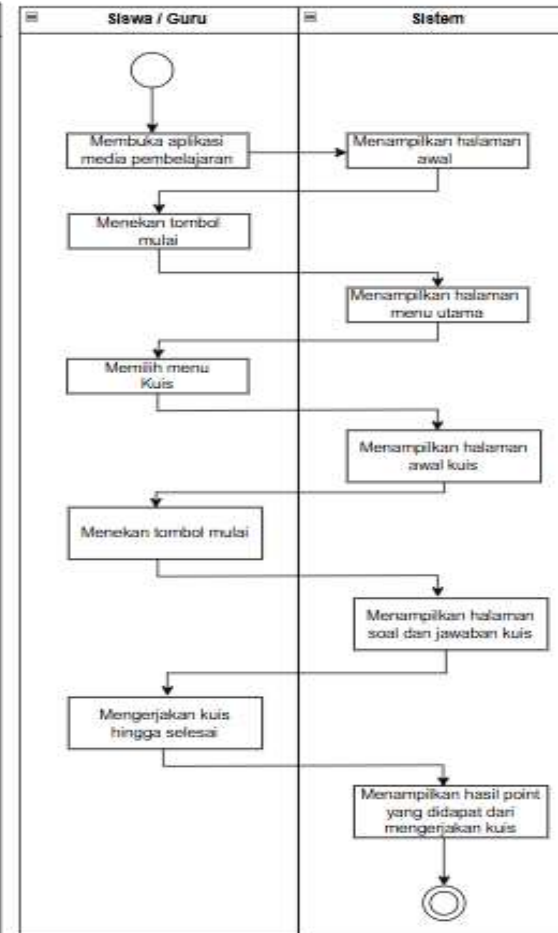 Siswa / Guru
Sistem
Membuka aplikasi
media pembelajaran
Menampilkan halaman
awal
Menekan tombol
mulai
Menampilkan halaman
menu utama
Memilih menu
Kuis
Menampilkan halaman
awal kuis
Menekan tombol mulai
Menampilkan halaman
soal dan jawaban kuis
Mengerjakan kuis
hingga selesai
Menampilkan hasil point
yang didapat dari
mengerjakan kuis